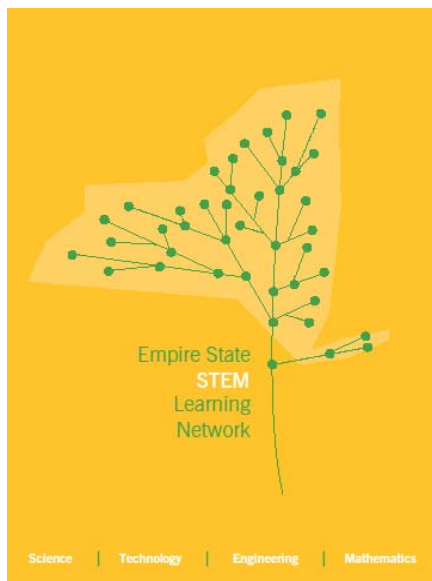 Empire State
STEM
Learning
Network
Science | Technology | Engineering | Mathematics